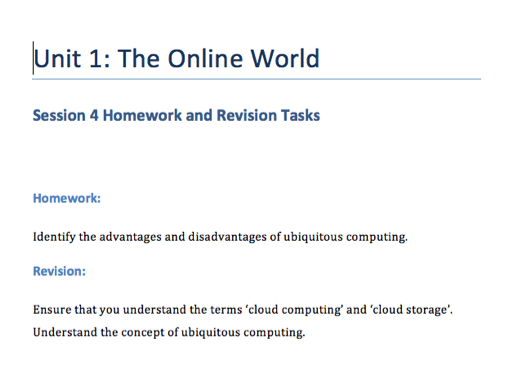 Unit 1: The Online World
Session 4 Homework and Revision Tasks
Homework:
Identify the advantages and disadvantages of ubiquitous computing.
Revision:
Ensure that you understand the terms ‘cloud computing’ and ‘cloud storage’.
Understand the concept of ubiquitous computing.